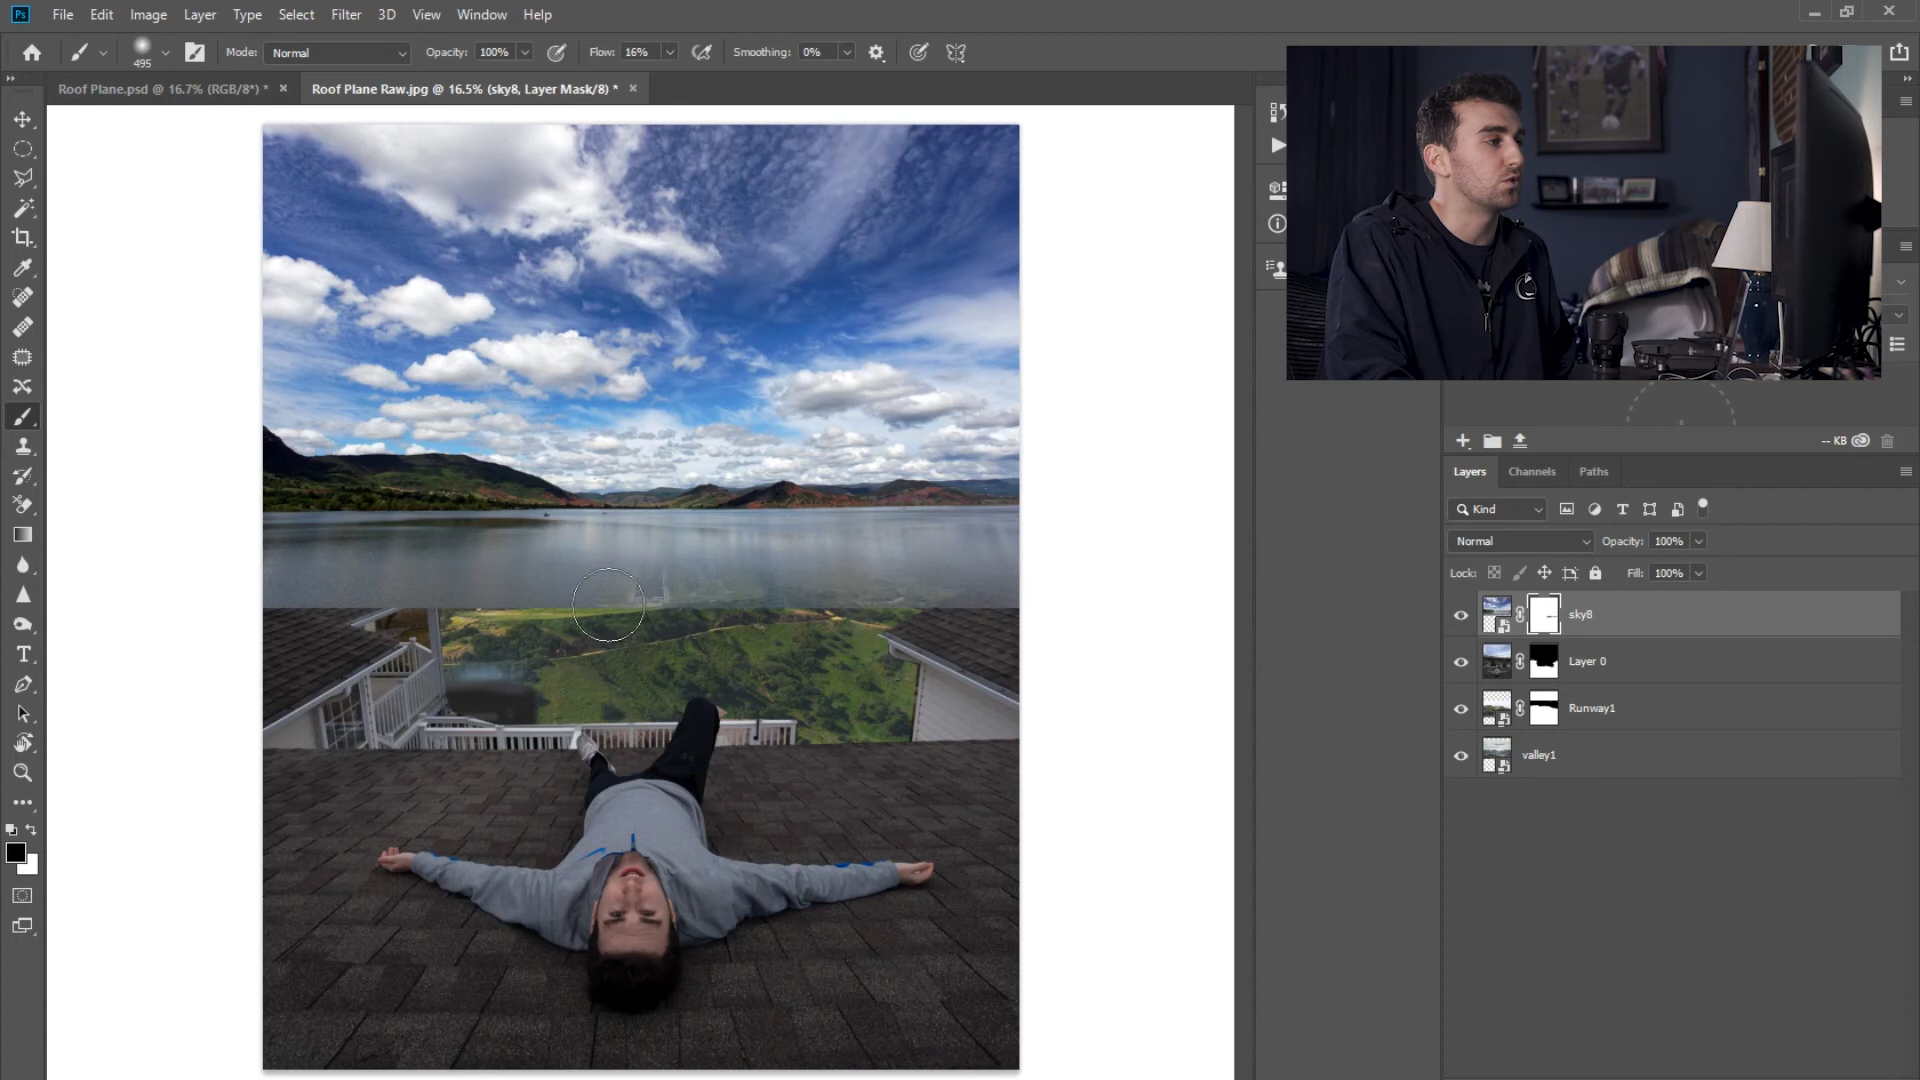 Ps File Edit Image Layer Type Select Filter 3D View Window Help
495 Mode: Normal Opacity: 100% Flow: 16% Smoothing: 0%
Roof Plane.psd @ 16.7% (RGB/8*) * × Roof Plane Raw.jpg @ 16.5% (sky8, Layer Mask/8) * ×
-- KB
Layers Channels Paths
Kind
Normal Opacity: 100%
Lock: Fill: 100%
sky8
Layer 0
Runway1
valley1